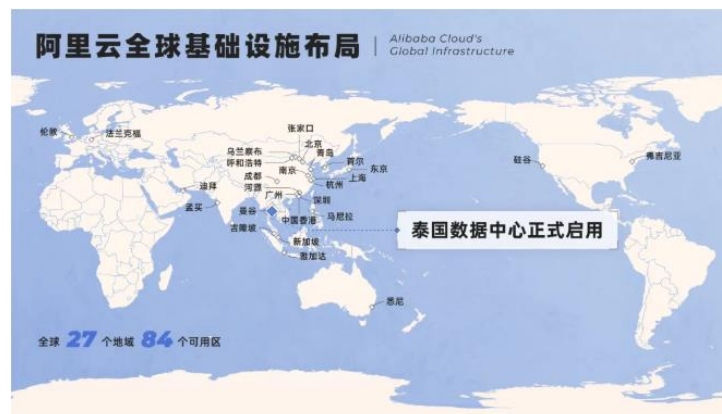 阿里云全球基础设施布局
Alibaba Cloud's
Global Infrastructure
张家口
北京
伦敦
法兰克福
乌兰察布
青岛
呼和浩特
首尔
南京
东京
硅谷
弗吉尼亚
成都
上海
迪拜
河源
杭州
广州
深圳
孟买
曼谷
中国香港
马尼拉
吉隆坡
泰国数据中心正式启用
新加坡
雅加达
悉尼
全球 27 个地域 84 个可用区